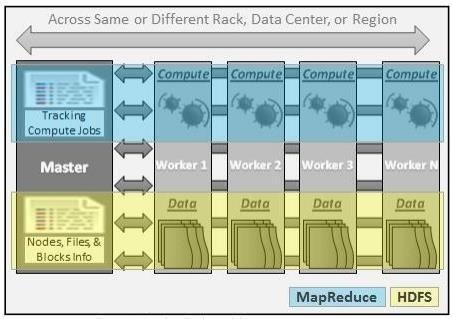 Across Same or Different Rack, Data Center, or Region
Compute Compute Compute Compute
Tracking
Compute Jobs
Master Worker 1 Worker 2 Worker 3 Worker N
Data Data Data Data
Nodes, Files, &
Blocks Info
MapReduce HDFS